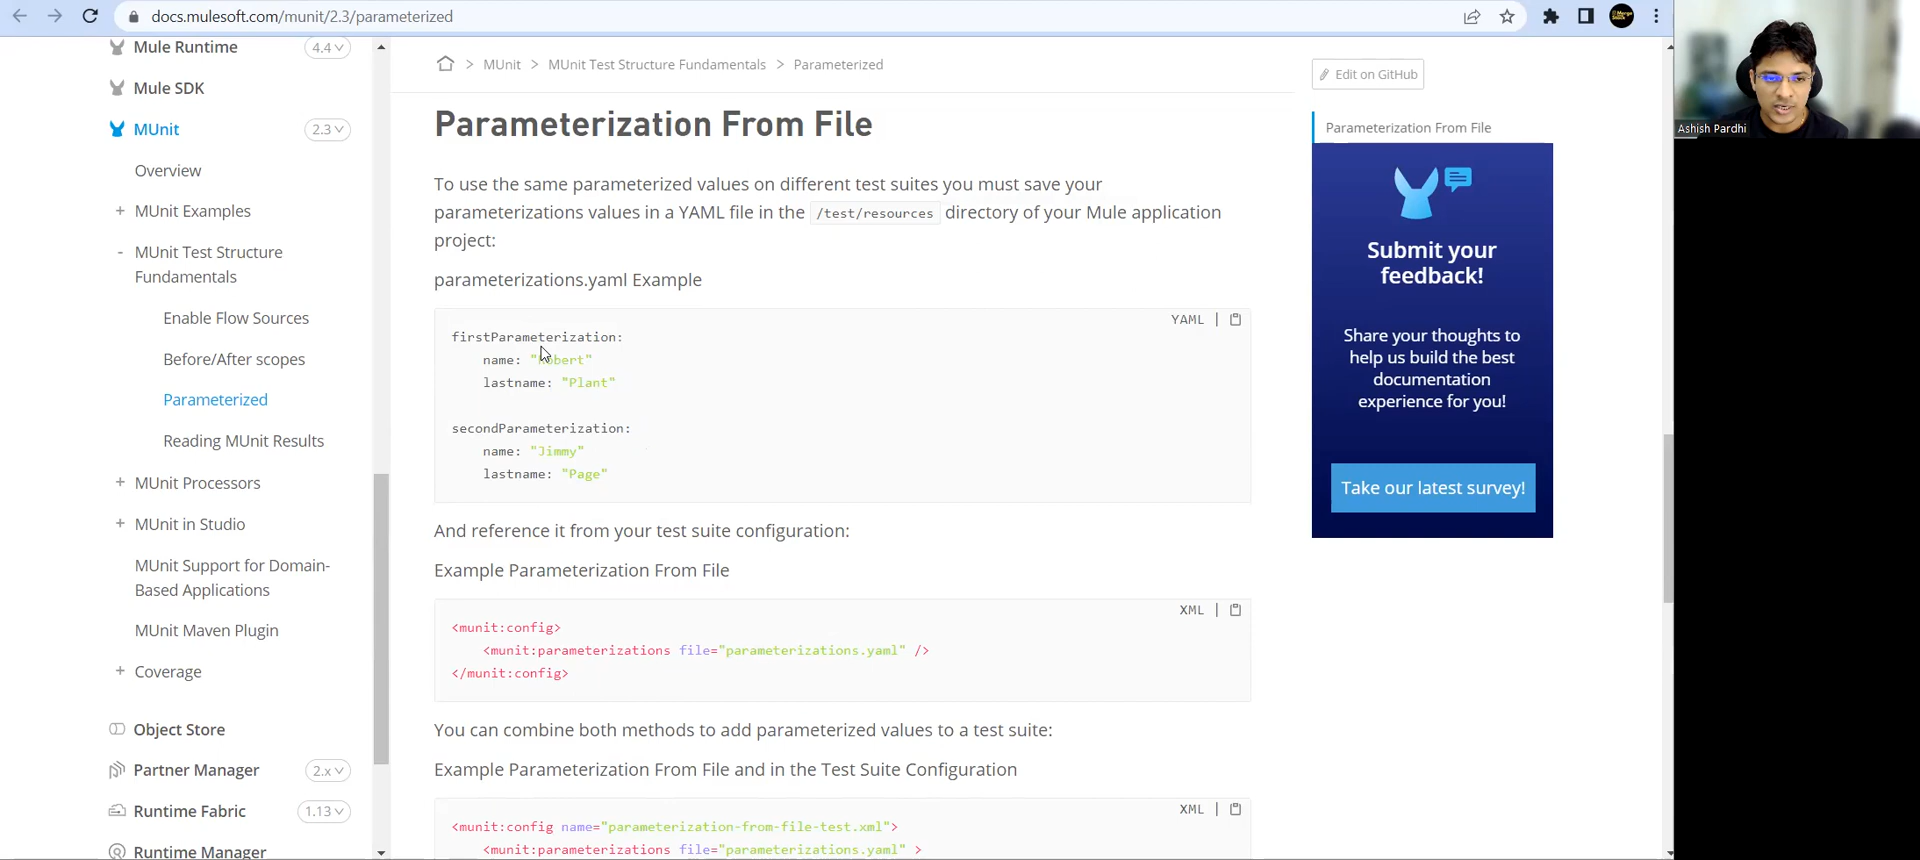 docs.mulesoft.com/munit/2.3/parameterized
Mule Runtime
4.4
Mule SDK
MUnit
2.3
Overview
+ MUnit Examples
- MUnit Test Structure
Fundamentals
Enable Flow Sources
Before/After scopes
Parameterized
Reading MUnit Results
+ MUnit Processors
+ MUnit in Studio
MUnit Support for Domain-
Based Applications
MUnit Maven Plugin
+ Coverage
Object Store
Partner Manager
2.x
Runtime Fabric
1.13
Runtime Manager
> MUnit > MUnit Test Structure Fundamentals > Parameterized
Parameterization From File
To use the same parameterized values on different test suites you must save your
parameterizations values in a YAML file in the /test/resources directory of your Mule application
project:
parameterizations.yaml Example
YAML |
firstParameterization:
name: "Robert"
lastname: "Plant"
secondParameterization:
name: "Jimmy"
lastname: "Page"
And reference it from your test suite configuration:
Example Parameterization From File
XML |
<munit:config>
<munit:parameterizations file="parameterizations.yaml" />
</munit:config>
You can combine both methods to add parameterized values to a test suite:
Example Parameterization From File and in the Test Suite Configuration
XML |
<munit:config name="parameterization-from-file-test.xml">
<munit:parameterizations file="parameterizations.yaml" >
Edit on GitHub
Parameterization From File
Submit your
feedback!
Share your thoughts to
help us build the best
documentation
experience for you!
Take our latest survey!
Ashish Pardhi